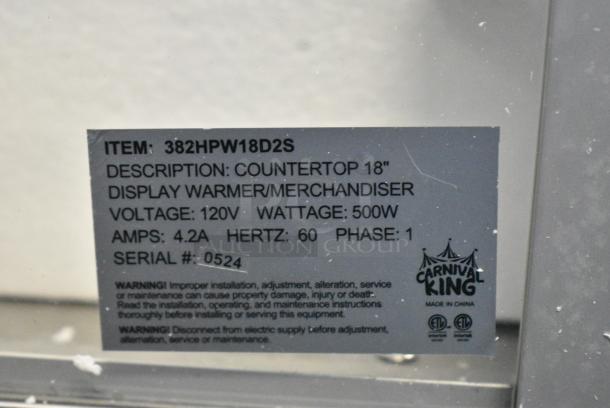 ITEM: 382HPW18D2S
DESCRIPTION: COUNTERTOP 18"
DISPLAY WARMER/MERCHANDISER
VOLTAGE: 120V WATTAGE: 500W
AMPS: 4.2A HERTZ: 60 PHASE: 1
SERIAL #: 0524
AUCTION GROUP
WARNING! Improper installation, adjustment, alteration, service
or maintenance can cause property damage, injury or death.
Read the installation, operating, and maintenance instructions
thoroughly before installing or serving this equipment.
WARNING! Disconnect from electric supply before adjustment,
alternation, service or maintenance.
CARNIVAL
KING
MADE IN CHINA
ETL ETL